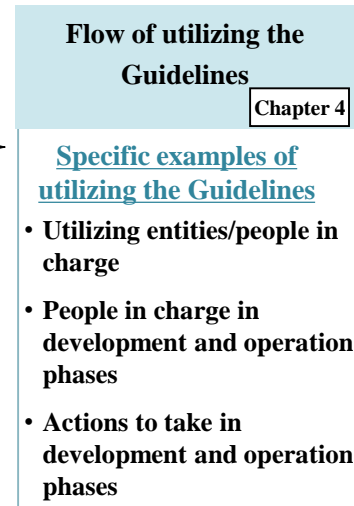 Flow of utilizing the
Guidelines
Chapter 4
Specific examples of
utilizing the Guidelines
• Utilizing entities/people in
charge
• People in charge in
development and operation
phases
• Actions to take in
development and operation
phases